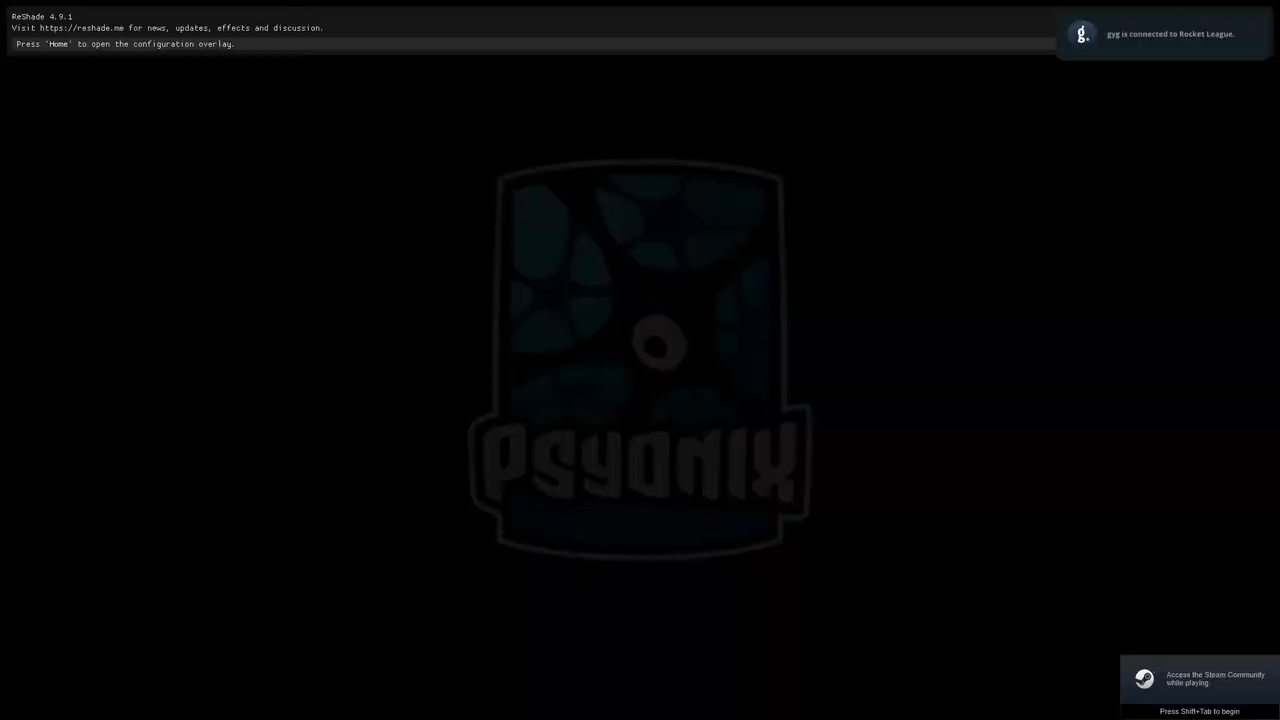 ReShade 4.9.1
Visit https://reshade.me for news, updates, effects and discussion.
Press 'Home' to open the configuration overlay.
g.
gyg is connected to Rocket League.
PSYONIX
Access the Steam Community
while playing
Press Shift+Tab to begin